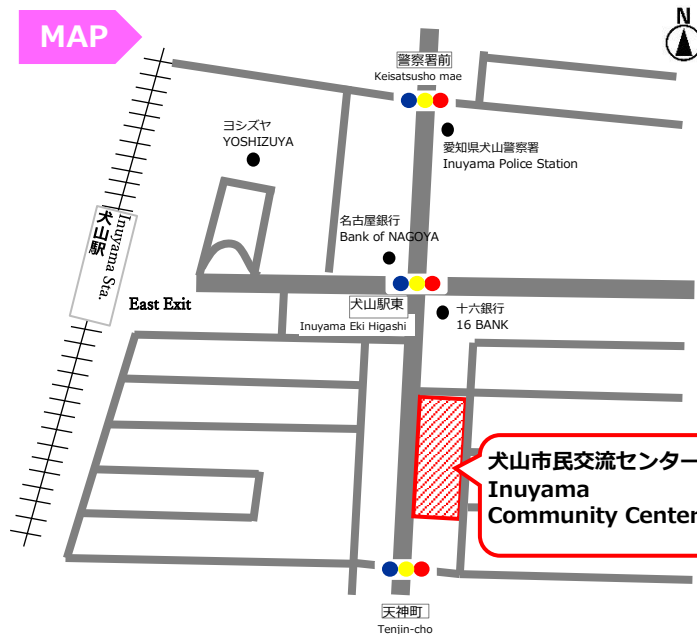 MAP
N
警察署前
Keisatsusho mae
ヨシズヤ
YOSHIZUYA
愛知県犬山警察署
Inuyama Police Station
名古屋銀行
Bank of NAGOYA
犬山駅
Inuyama Sta.
East Exit
犬山駅東
Inuyama Eki Higashi
十六銀行
16 BANK
犬山市民交流センター
Inuyama
Community Center
天神町
Tenjin-cho